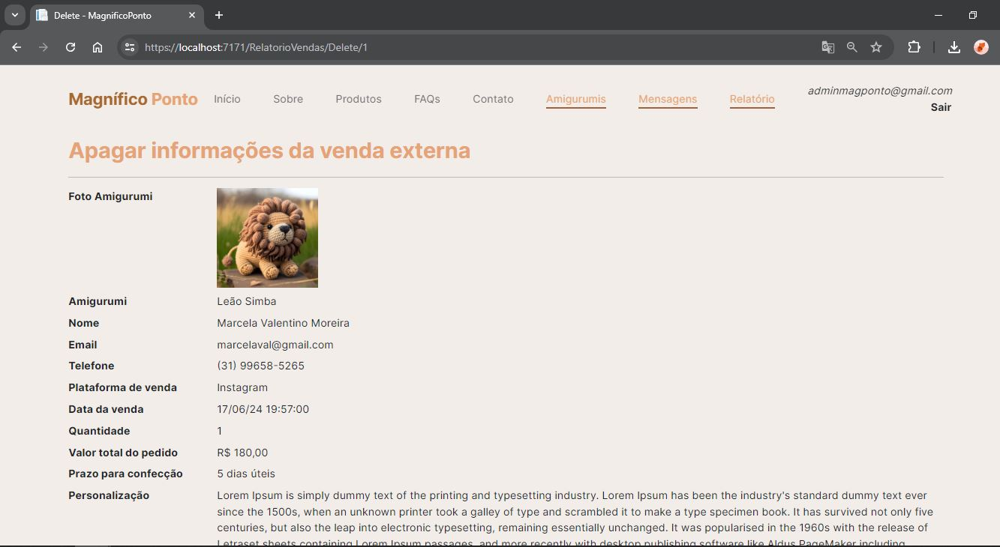 Delete - MagnificoPonto
https://localhost:7171/RelatorioVendas/Delete/1
Magnífico Ponto Início Sobre Produtos FAQs Contato Amigurumis Mensagens Relatório adminmagponto@gmail.com
Sair
Apagar informações da venda externa
Foto Amigurumi
Amigurumi Leão Simba
Nome Marcela Valentino Moreira
Email marcelaval@gmail.com
Telefone (31) 99658-5265
Plataforma de venda Instagram
Data da venda 17/06/24 19:57:00
Quantidade 1
Valor total do pedido R$ 180,00
Prazo para confecção 5 dias úteis
Personalização Lorem Ipsum is simply dummy text of the printing and typesetting industry. Lorem Ipsum has been the industry's standard dummy text ever
since the 1500s, when an unknown printer took a galley of type and scrambled it to make a type specimen book. It has survived not only five
centuries, but also the leap into electronic typesetting, remaining essentially unchanged. It was popularised in the 1960s with the release of
Letraset sheets containing Lorem Ipsum passages, and more recently with desktop publishing software like Aldus PageMaker including